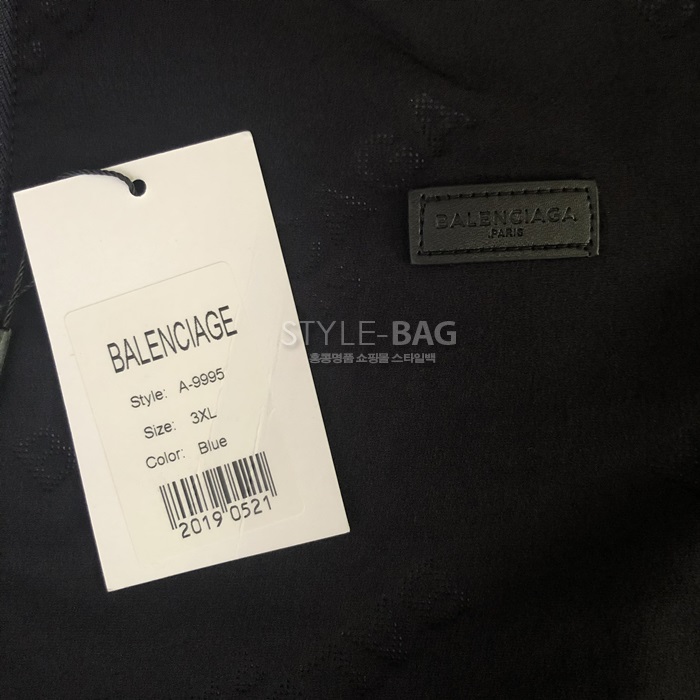 BALENCIAGA
PARIS
BALENCIAGE
Style: A-9995
Size: 3XL
Color: Blue
2019 0521
STYLE-BAG
홍콩명품 쇼핑몰 스타일백